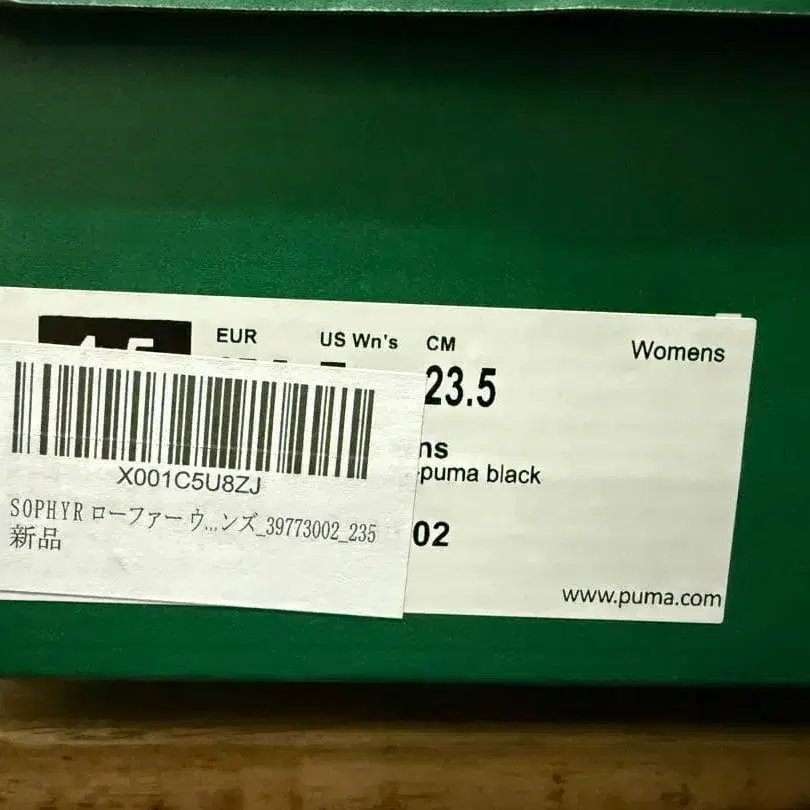 EUR US Wn's CM Womens
23.5
X001C5U8ZJ
SOPHYR ローファー ウ...ンズ_39773002_235
新品
ns
-puma black
02
www.puma.com